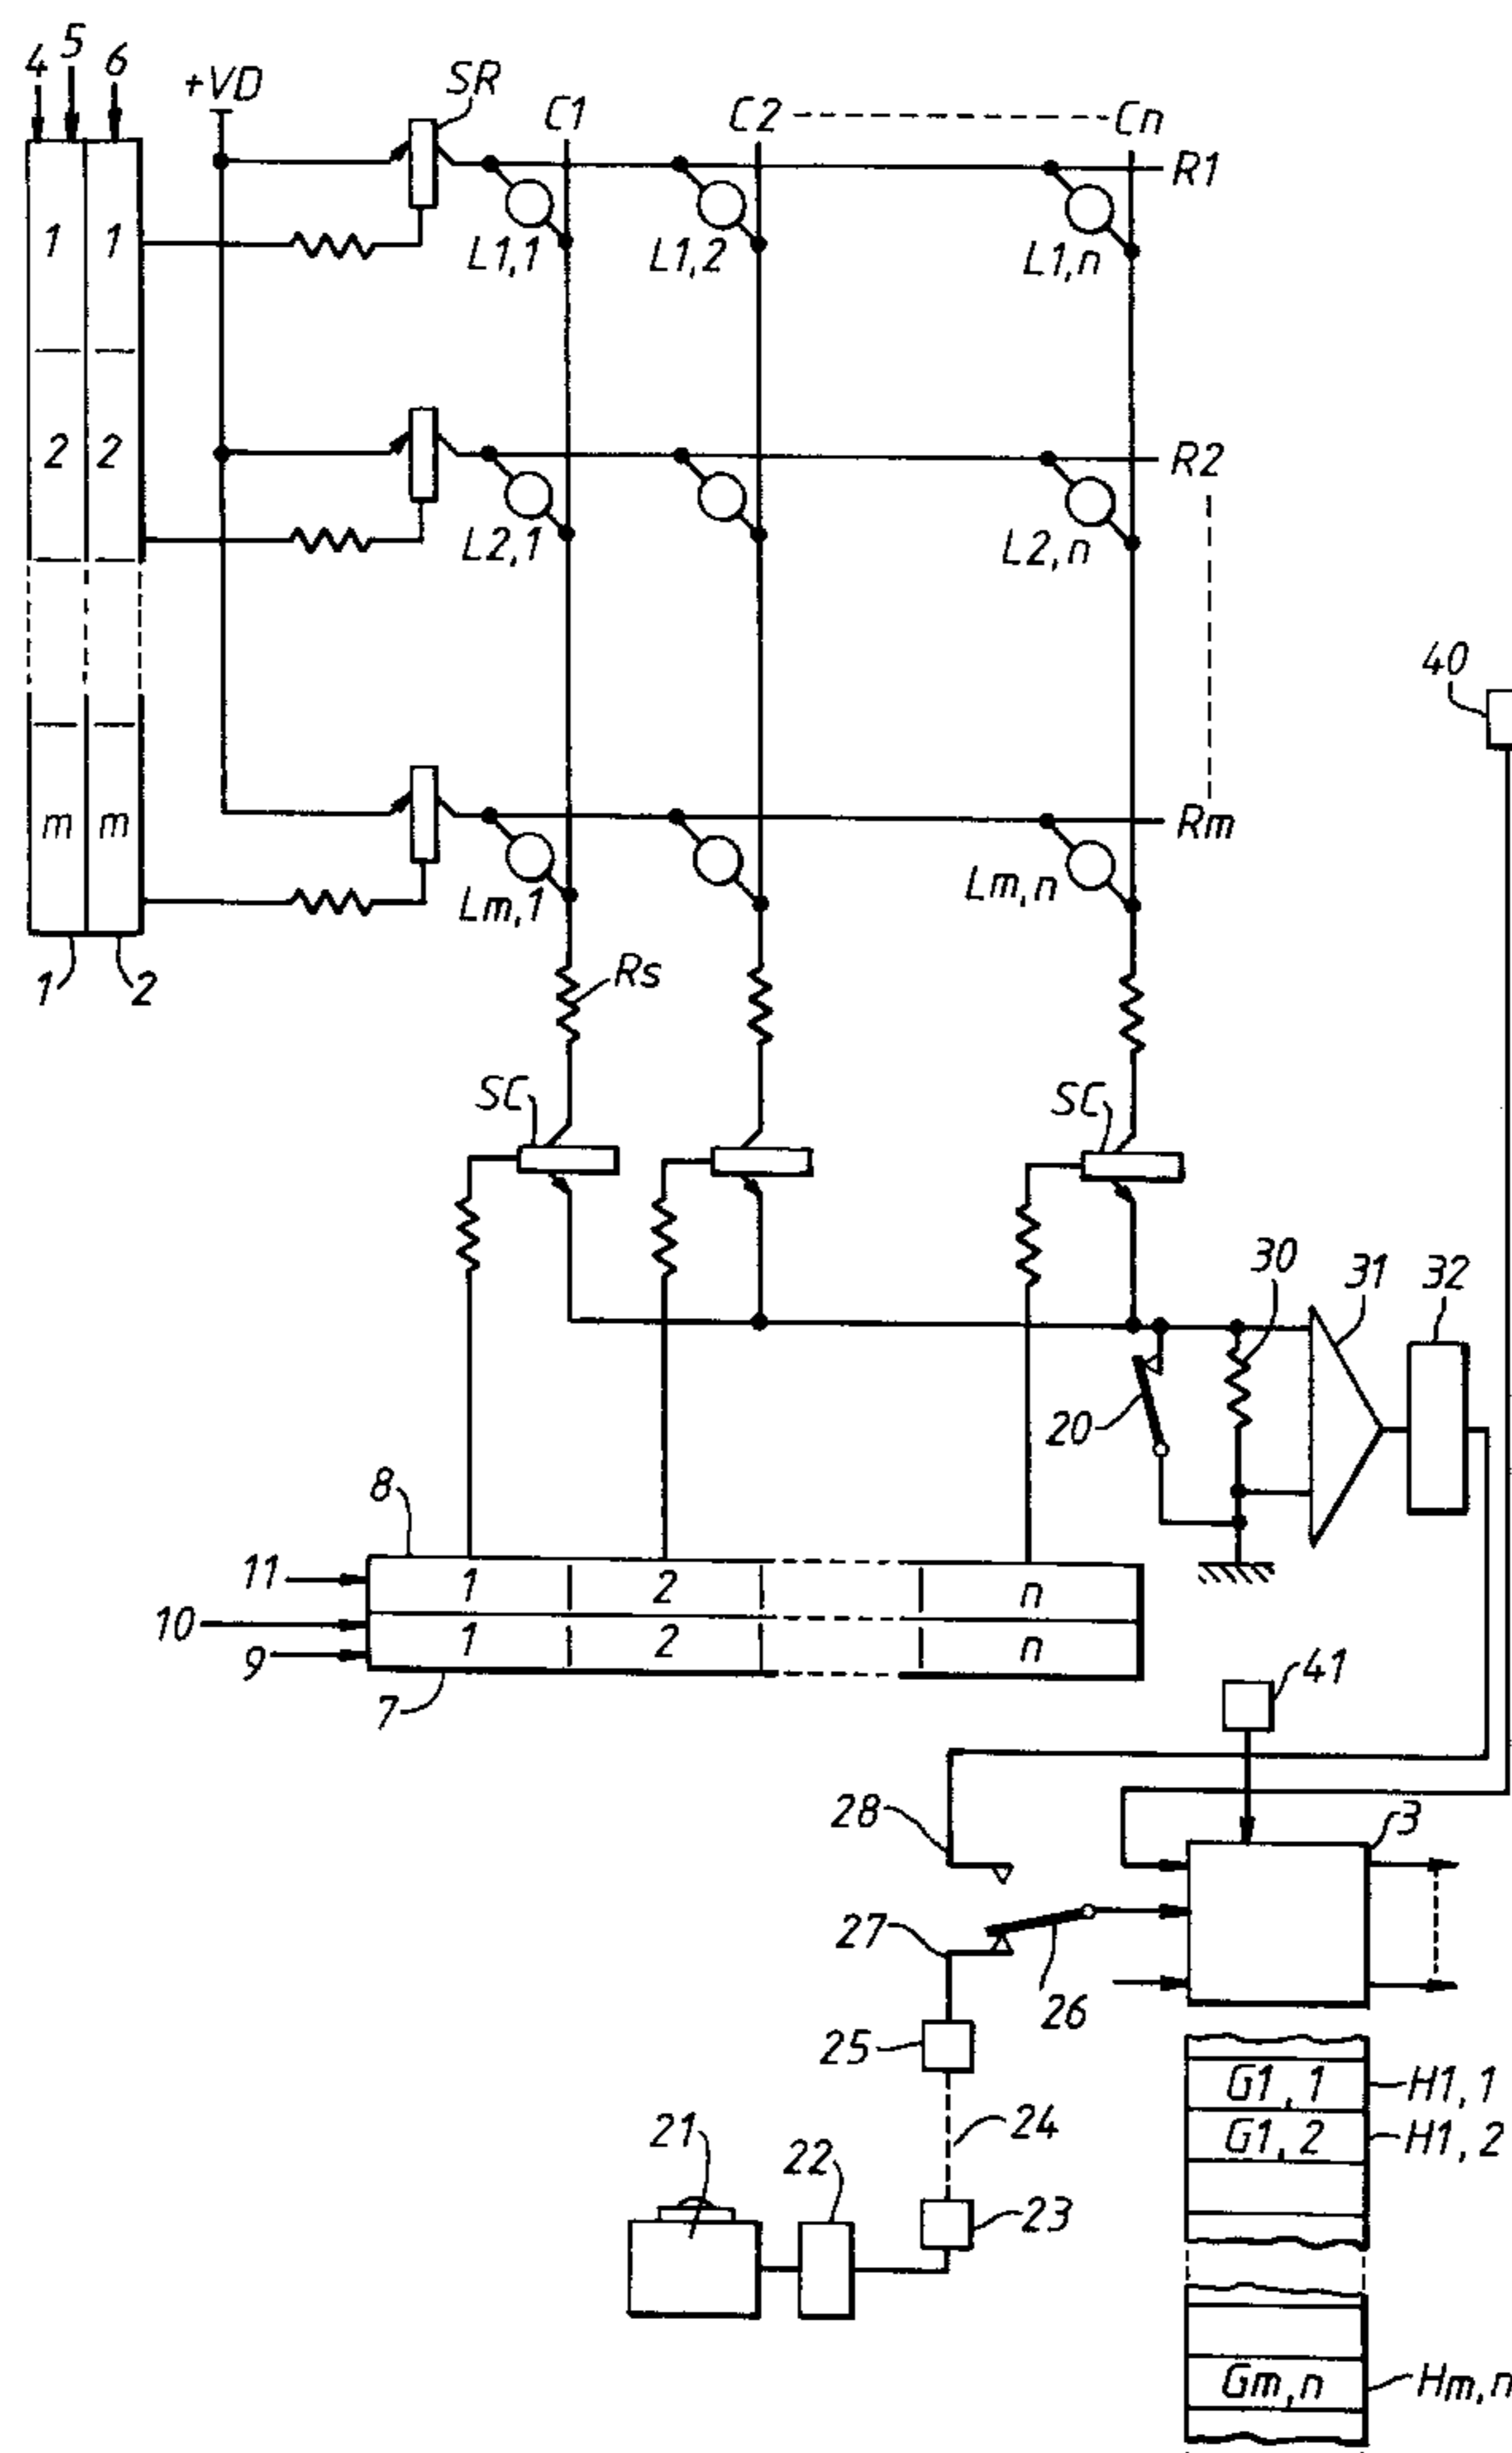 4 5 6 +VD SR C1 C2 Cn
R1
1 1
L1,1 L1,2 L1,n
2 2
R2
L2,1 L2,n
40
m m
Rm
Lm,1 Lm,n
1 2
Rs
SC SC
30 31 32
20
8
11 1 2 n
10
9 1 2 n
7
41
28 3
27
26
25
G1,1 H1,1
24
G1,2 H1,2
21 22
23
Gm,n Hm,n